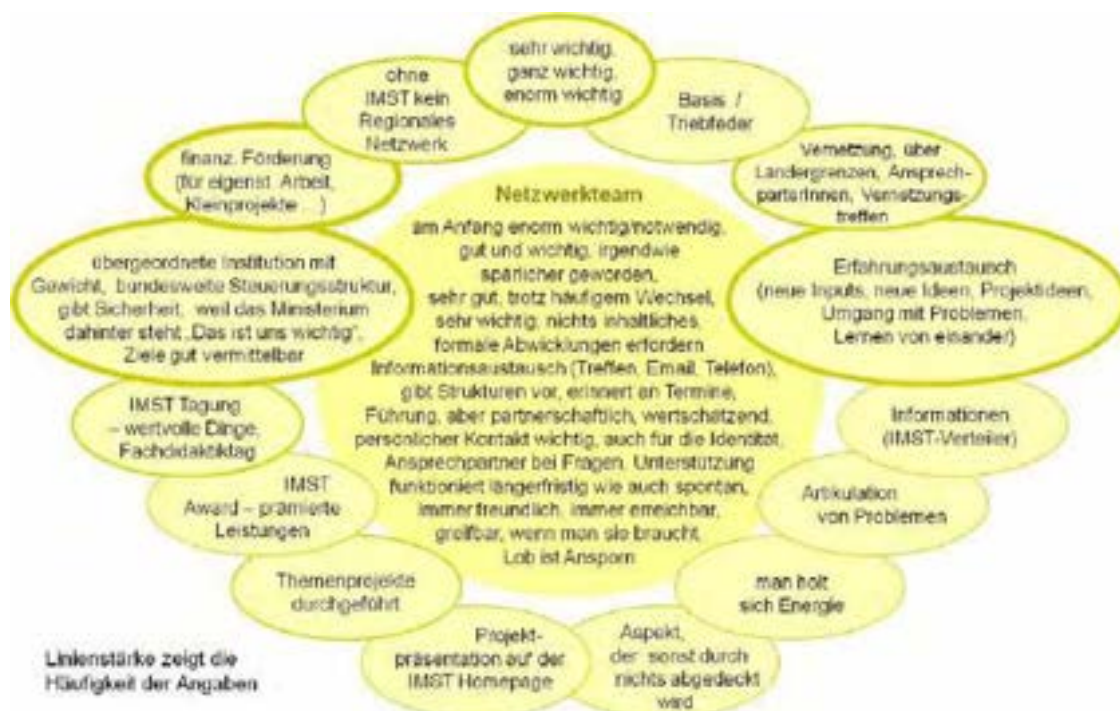 sehr wichtig,
ganz wichtig,
enorm wichtig
ohne
IMST kein
Regionales
Netzwerk
Basis /
Triebfeder
finanz. Förderung
(für eigenst. Arbeit,
Kleinprojekte ...)
Vernetzung, über
Ländergrenzen, Ansprech-
parterInnen, Vernetzungs-
treffen
übergeordnete Institution mit
Gewicht, bundesweite Steuerungsstruktur,
gibt Sicherheit, weil das Ministerium
dahinter steht „Das ist uns wichtig“,
Ziele gut vermittelbar
Netzwerkteam
am Anfang enorm wichtig/notwendig,
gut und wichtig, irgendwie
spärlicher geworden,
sehr gut, trotz häufigem Wechsel,
sehr wichtig, nichts inhaltliches,
formale Abwicklungen erfordern
Informationsaustausch (Treffen, Email, Telefon),
gibt Strukturen vor, erinnert an Termine,
Führung, aber partnerschaftlich, wertschätzend,
persönlicher Kontakt wichtig, auch für die Identität,
Ansprechpartner bei Fragen, Unterstützung
funktioniert längerfristig wie auch spontan,
immer freundlich, immer erreichbar,
greifbar, wenn man sie braucht,
Lob ist Ansporn
Erfahrungsaustausch
(neue Inputs, neue Ideen, Projektideen,
Umgang mit Problemen,
Lernen von einander)
IMST Tagung
– wertvolle Dinge,
Fachdidaktiktag
Informationen
(IMST-Verteiler)
IMST
Award – prämierte
Leistungen
Artikulation
von Problemen
Themenprojekte
durchgeführt
man holt
sich Energie
Projekt-
präsentation auf der
IMST Homepage
Aspekt,
der sonst durch
nichts abgedeckt
wird
Linienstärke zeigt die
Häufigkeit der Angaben